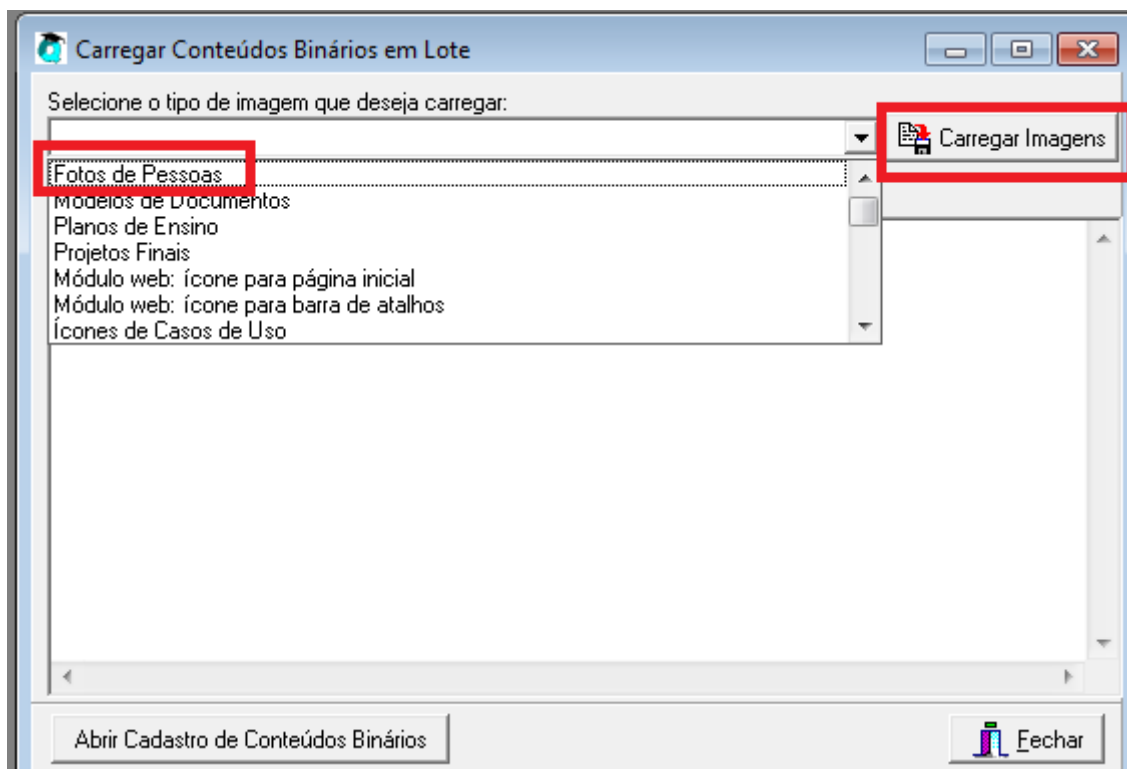 Carregar Conteúdos Binários em Lote
Selecione o tipo de imagem que deseja carregar:
Carregar Imagens
Fotos de Pessoas
Modelos de Documentos
Planos de Ensino
Projetos Finais
Módulo web: ícone para página inicial
Módulo web: ícone para barra de atalhos
Ícones de Casos de Uso
Abrir Cadastro de Conteúdos Binários
Fechar